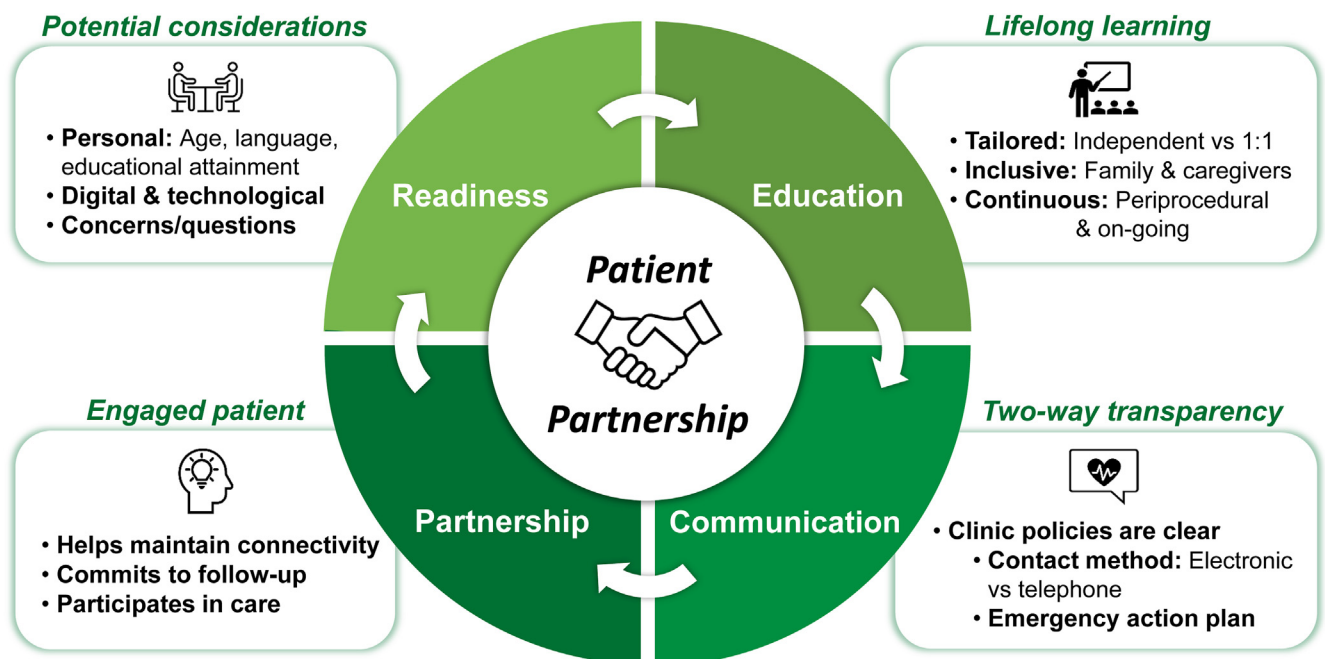 Potential considerations
• Personal: Age, language,
educational attainment
• Digital & technological
• Concerns/questions
Lifelong learning
• Tailored: Independent vs 1:1
• Inclusive: Family & caregivers
• Continuous: Periprocedural
& on-going
Readiness
Education
Patient
Partnership
Partnership
Communication
Engaged patient
• Helps maintain connectivity
• Commits to follow-up
• Participates in care
Two-way transparency
• Clinic policies are clear
• Contact method: Electronic
vs telephone
• Emergency action plan